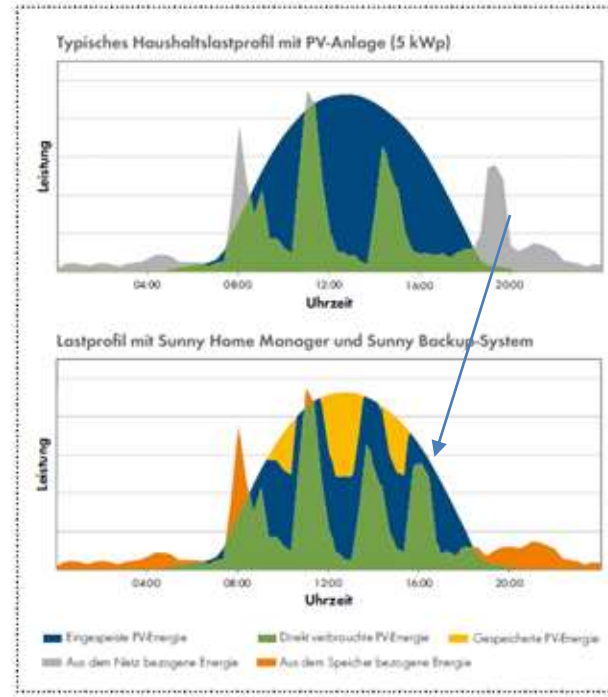 Typisches Haushaltslastprofil mit PV-Anlage (5 kWp)
Leistung
04:00 08:00 12:00 16:00 20:00
Uhrzeit
Lastprofil mit Sunny Home Manager und Sunny Backup-System
Leistung
04:00 08:00 12:00 16:00 20:00
Uhrzeit
Eingespeiste PV-Energie Direkt verbrauchte PV-Energie Gespeicherte PV-Energie
Aus dem Netz bezogene Energie Aus dem Speicher bezogene Energie